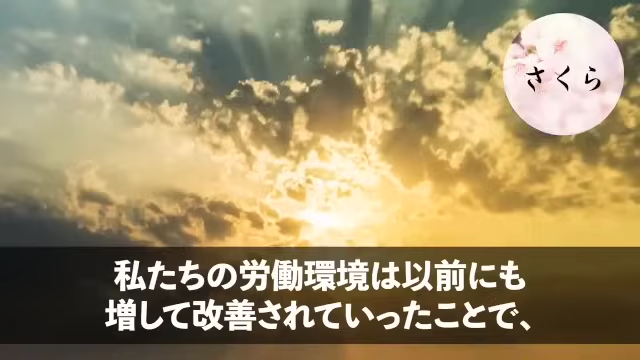 さくら
私たちの労働環境は以前にも
増して改善されていったことで、